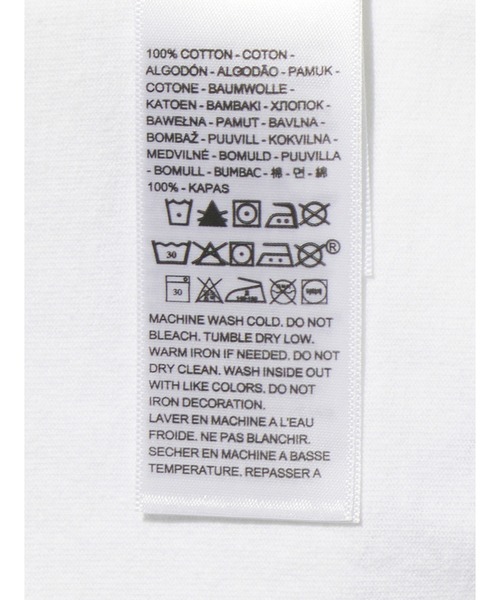 100% COTTON - COTON -
ALGODÓN - ALGODÃO - PAMUK -
COTONE - BAUMWOLLE -
KATOEN - BAMBAKI - ХЛОПОК -
BAWEŁNA - PAMUT - BAVLNA -
BOMBAŽ - PUUVILL - KOKVILNA -
MEDVILNĖ - BOMULD - PUUVILLA
- BOMULL - BUMBAC - 棉 - 면 - 綿
100% - KAPAS
30 ®
30
MACHINE WASH COLD. DO NOT
BLEACH. TUMBLE DRY LOW.
WARM IRON IF NEEDED. DO NOT
DRY CLEAN. WASH INSIDE OUT
WITH LIKE COLORS. DO NOT
IRON DECORATION.
LAVER EN MACHINE A L'EAU
FROIDE. NE PAS BLANCHIR.
SECHER EN MACHINE A BASSE
TEMPERATURE. REPASSER A